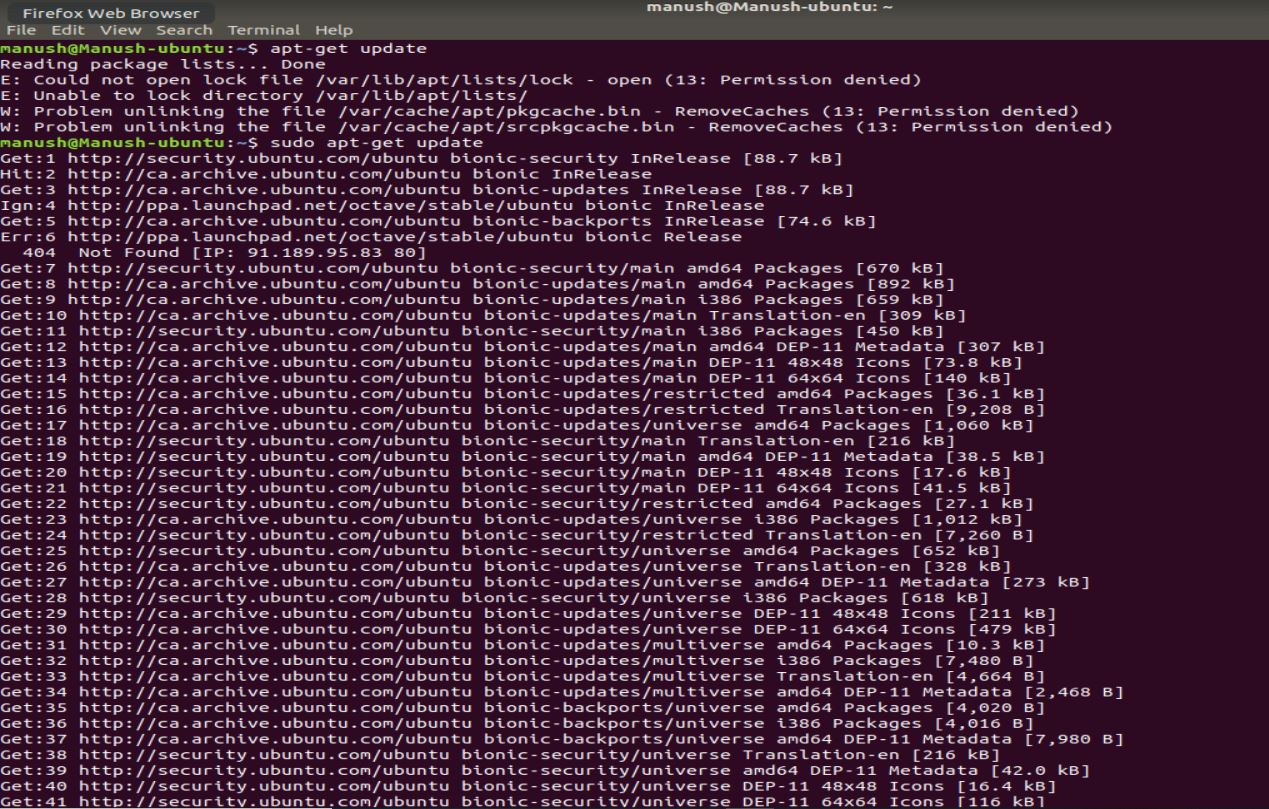 manush@Manush-ubuntu: ~
Firefox Web Browser
File Edit View Search Terminal Help
manush@Manush-ubuntu:~$ apt-get update
Reading package lists... Done
E: Could not open lock file /var/lib/apt/lists/lock - open (13: Permission denied)
E: Unable to lock directory /var/lib/apt/lists/
W: Problem unlinking the file /var/cache/apt/pkgcache.bin - RemoveCaches (13: Permission denied)
W: Problem unlinking the file /var/cache/apt/srcpkgcache.bin - RemoveCaches (13: Permission denied)
manush@Manush-ubuntu:~$ sudo apt-get update
Get:1 http://security.ubuntu.com/ubuntu bionic-security InRelease [88.7 kB]
Hit:2 http://ca.archive.ubuntu.com/ubuntu bionic InRelease
Get:3 http://ca.archive.ubuntu.com/ubuntu bionic-updates InRelease [88.7 kB]
Ign:4 http://ppa.launchpad.net/octave/stable/ubuntu bionic InRelease
Get:5 http://ca.archive.ubuntu.com/ubuntu bionic-backports InRelease [74.6 kB]
Err:6 http://ppa.launchpad.net/octave/stable/ubuntu bionic Release
  404  Not Found [IP: 91.189.95.83 80]
Get:7 http://security.ubuntu.com/ubuntu bionic-security/main amd64 Packages [670 kB]
Get:8 http://ca.archive.ubuntu.com/ubuntu bionic-updates/main amd64 Packages [892 kB]
Get:9 http://ca.archive.ubuntu.com/ubuntu bionic-updates/main i386 Packages [659 kB]
Get:10 http://ca.archive.ubuntu.com/ubuntu bionic-updates/main Translation-en [309 kB]
Get:11 http://security.ubuntu.com/ubuntu bionic-security/main i386 Packages [450 kB]
Get:12 http://ca.archive.ubuntu.com/ubuntu bionic-updates/main amd64 DEP-11 Metadata [307 kB]
Get:13 http://ca.archive.ubuntu.com/ubuntu bionic-updates/main DEP-11 48x48 Icons [73.8 kB]
Get:14 http://ca.archive.ubuntu.com/ubuntu bionic-updates/main DEP-11 64x64 Icons [140 kB]
Get:15 http://ca.archive.ubuntu.com/ubuntu bionic-updates/restricted amd64 Packages [36.1 kB]
Get:16 http://ca.archive.ubuntu.com/ubuntu bionic-updates/restricted Translation-en [9,208 B]
Get:17 http://ca.archive.ubuntu.com/ubuntu bionic-updates/universe amd64 Packages [1,060 kB]
Get:18 http://security.ubuntu.com/ubuntu bionic-security/main Translation-en [216 kB]
Get:19 http://security.ubuntu.com/ubuntu bionic-security/main amd64 DEP-11 Metadata [38.5 kB]
Get:20 http://security.ubuntu.com/ubuntu bionic-security/main DEP-11 48x48 Icons [17.6 kB]
Get:21 http://security.ubuntu.com/ubuntu bionic-security/main DEP-11 64x64 Icons [41.5 kB]
Get:22 http://security.ubuntu.com/ubuntu bionic-security/restricted amd64 Packages [27.1 kB]
Get:23 http://ca.archive.ubuntu.com/ubuntu bionic-updates/universe i386 Packages [1,012 kB]
Get:24 http://security.ubuntu.com/ubuntu bionic-security/restricted Translation-en [7,260 B]
Get:25 http://security.ubuntu.com/ubuntu bionic-security/universe amd64 Packages [652 kB]
Get:26 http://ca.archive.ubuntu.com/ubuntu bionic-updates/universe Translation-en [328 kB]
Get:27 http://ca.archive.ubuntu.com/ubuntu bionic-updates/universe amd64 DEP-11 Metadata [273 kB]
Get:28 http://security.ubuntu.com/ubuntu bionic-security/universe i386 Packages [618 kB]
Get:29 http://ca.archive.ubuntu.com/ubuntu bionic-updates/universe DEP-11 48x48 Icons [211 kB]
Get:30 http://ca.archive.ubuntu.com/ubuntu bionic-updates/universe DEP-11 64x64 Icons [479 kB]
Get:31 http://ca.archive.ubuntu.com/ubuntu bionic-updates/multiverse amd64 Packages [10.3 kB]
Get:32 http://ca.archive.ubuntu.com/ubuntu bionic-updates/multiverse i386 Packages [7,480 B]
Get:33 http://ca.archive.ubuntu.com/ubuntu bionic-updates/multiverse Translation-en [4,664 B]
Get:34 http://ca.archive.ubuntu.com/ubuntu bionic-updates/multiverse amd64 DEP-11 Metadata [2,468 B]
Get:35 http://ca.archive.ubuntu.com/ubuntu bionic-backports/universe amd64 Packages [4,020 B]
Get:36 http://ca.archive.ubuntu.com/ubuntu bionic-backports/universe i386 Packages [4,016 B]
Get:37 http://ca.archive.ubuntu.com/ubuntu bionic-backports/universe amd64 DEP-11 Metadata [7,980 B]
Get:38 http://security.ubuntu.com/ubuntu bionic-security/universe Translation-en [216 kB]
Get:39 http://security.ubuntu.com/ubuntu bionic-security/universe amd64 DEP-11 Metadata [42.0 kB]
Get:40 http://security.ubuntu.com/ubuntu bionic-security/universe DEP-11 48x48 Icons [16.4 kB]
Get:41 http://security.ubuntu.com/ubuntu bionic-security/universe DEP-11 64x64 Icons [116 kB]